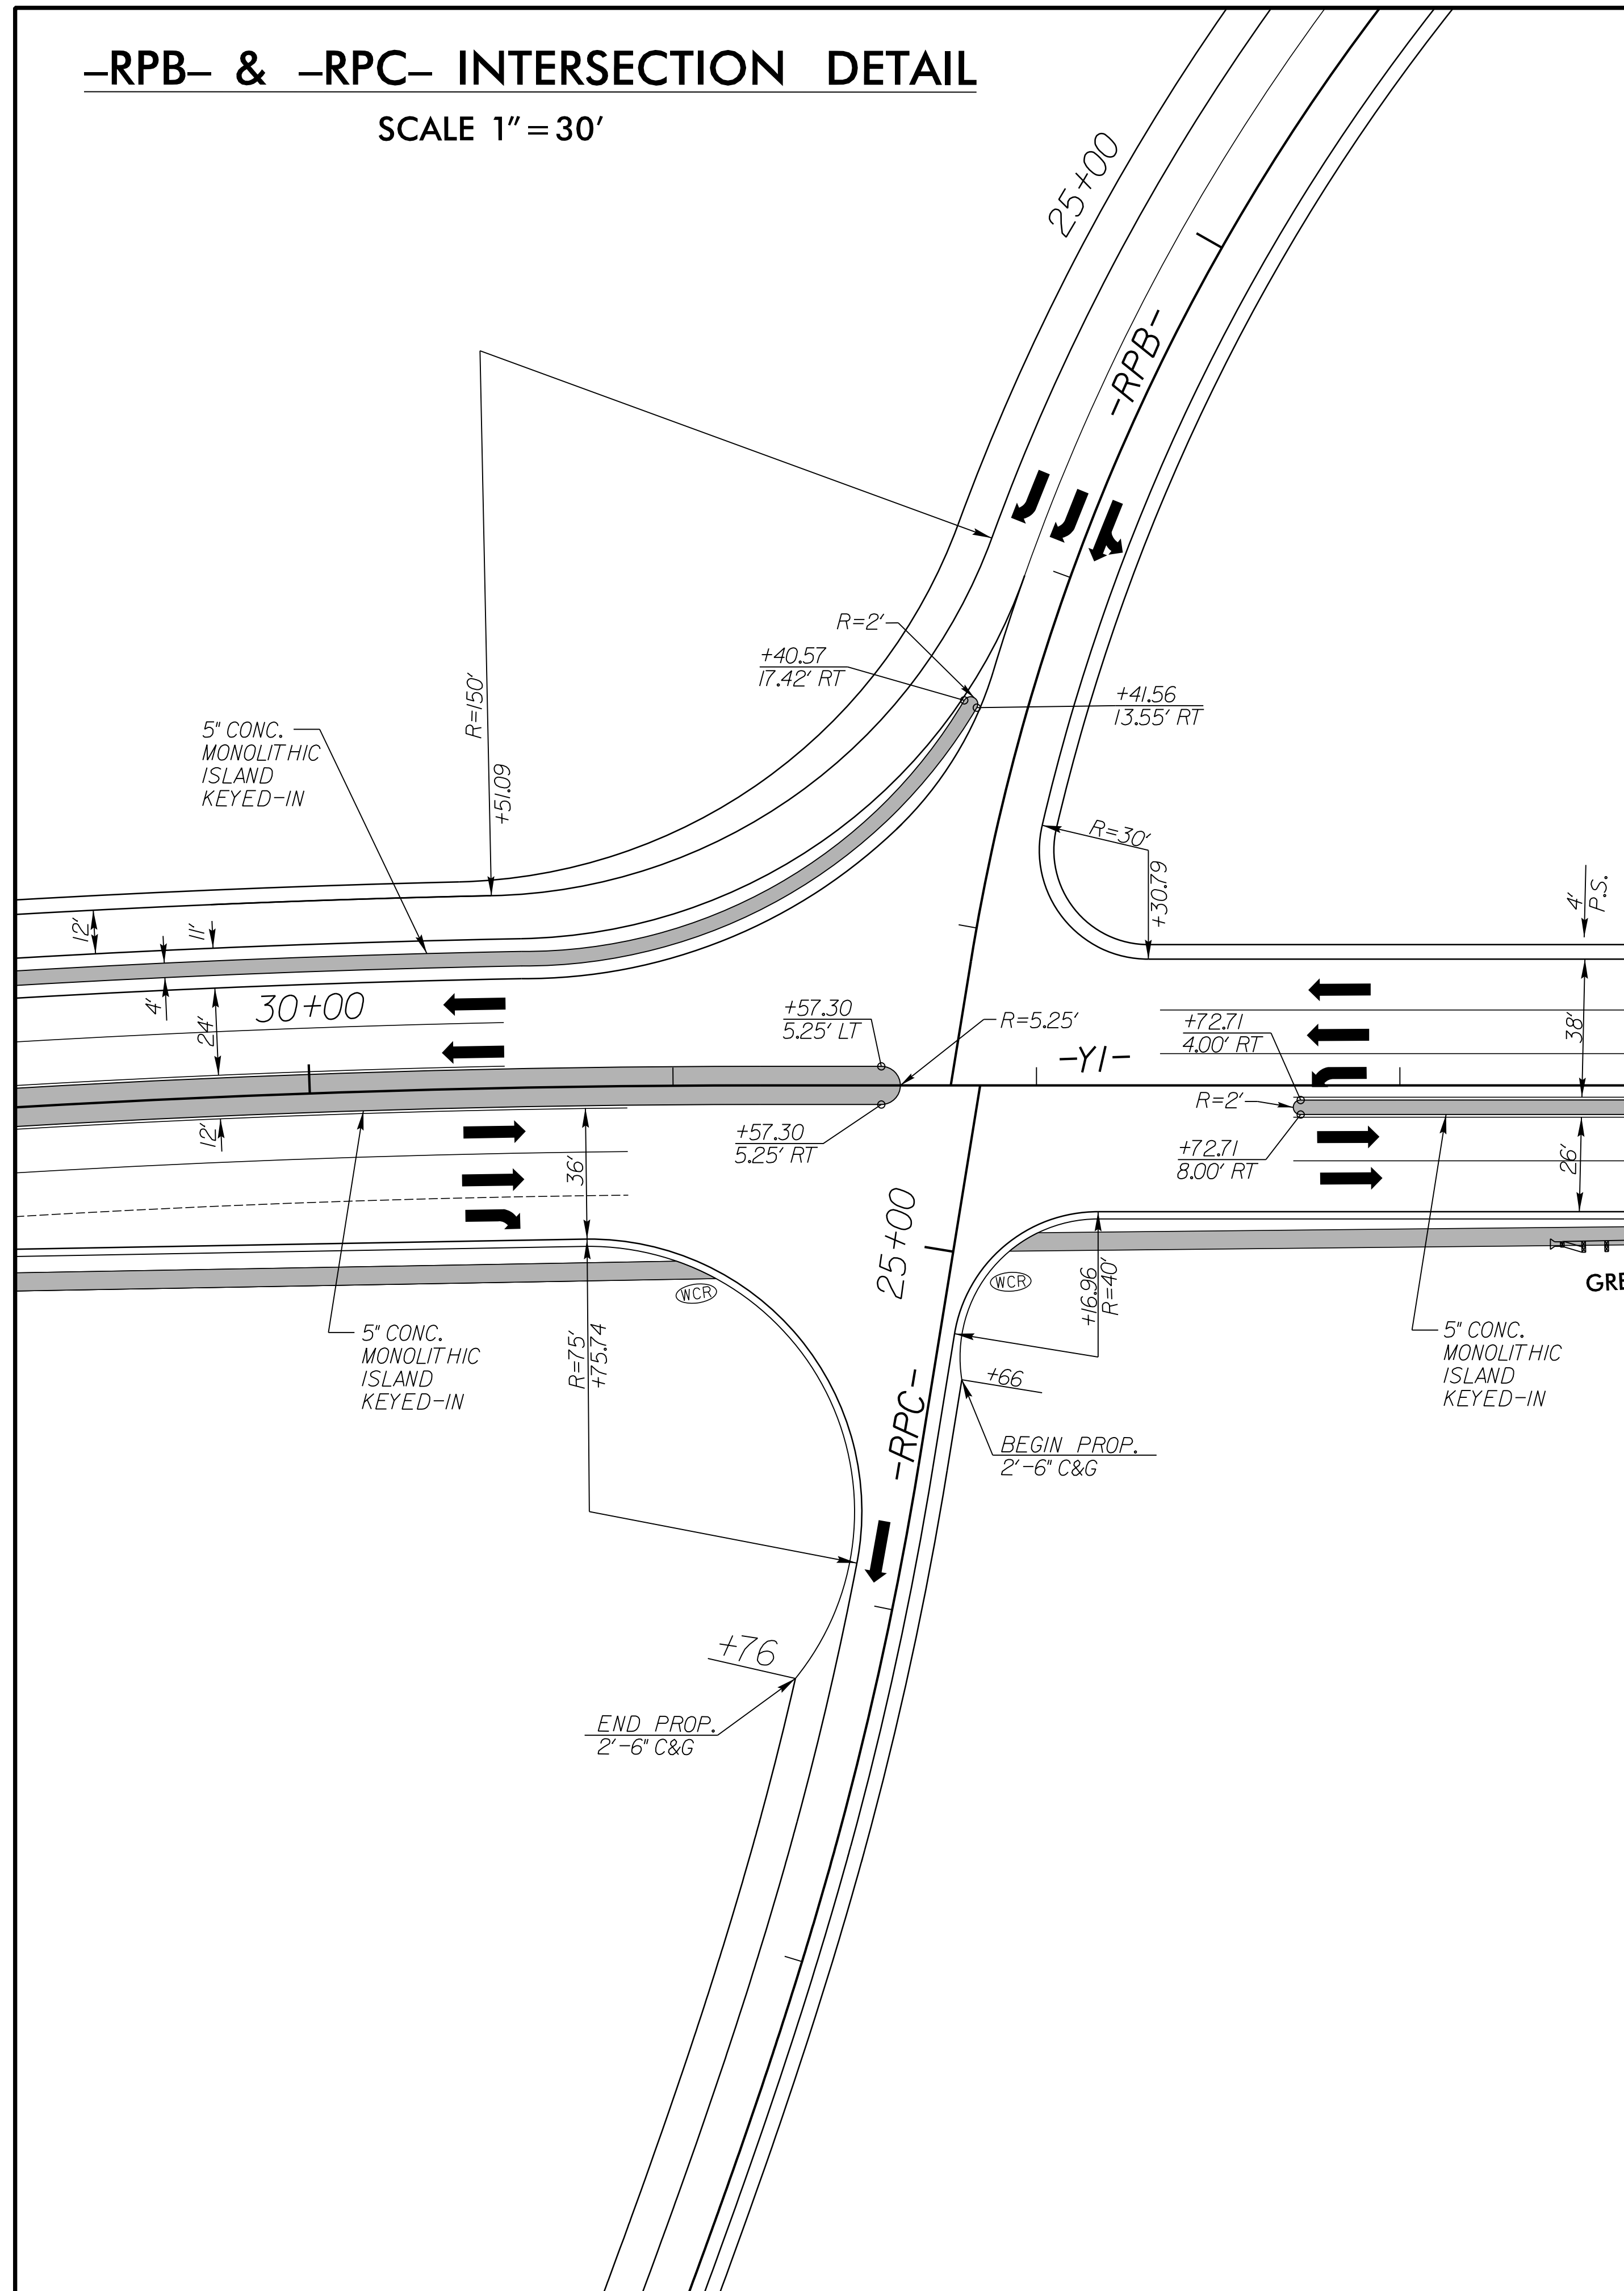 –RPB– & –RPC– INTERSECTION DETAIL
SCALE 1"=30'
25+00
-RPB-
R=2'
+40.57
17.42' RT
+41.56
13.55' RT
R=150'
+51.09
5" CONC.
MONOLITHIC
ISLAND
KEYED-IN
R=30'
+30.79
4'
P.S.
12'
11'
4'
24'
30+00
+57.30
5.25' LT
R=5.25'
-Y1-
+72.71
4.00' RT
38'
R=2'
12'
36'
+57.30
5.25' RT
+72.71
8.00' RT
26'
25+00
WCR
WCR
+16.96
R=40'
GRE
5" CONC.
MONOLITHIC
ISLAND
KEYED-IN
R=75'
+75.74
5" CONC.
MONOLITHIC
ISLAND
KEYED-IN
+66
-RPC-
BEGIN PROP.
2'-6" C&G
+76
END PROP.
2'-6" C&G